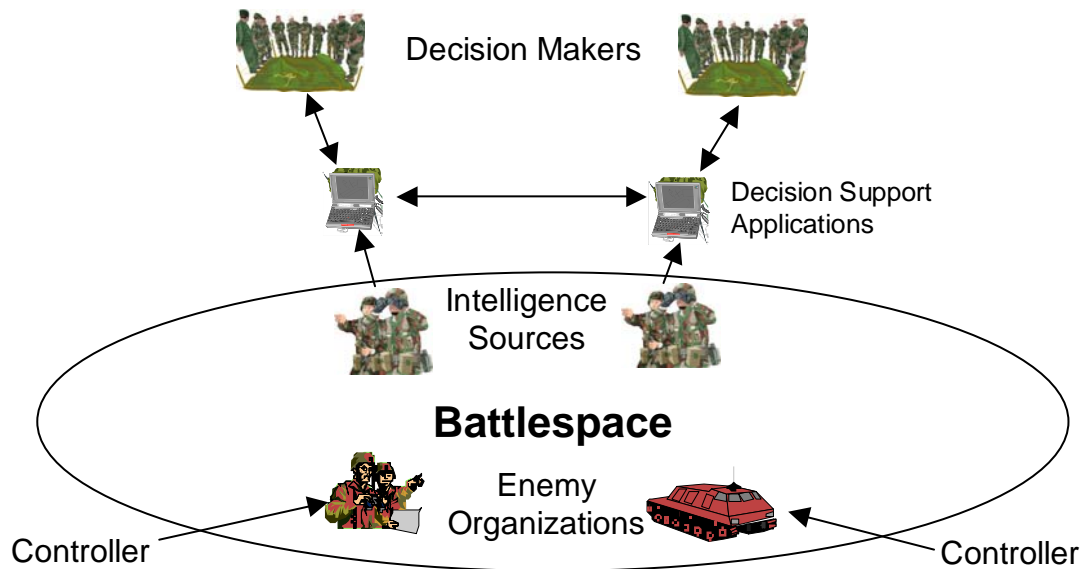 Decision Makers
Decision Support
Applications
Intelligence
Sources
Battlespace
Enemy
Organizations
Controller
Controller